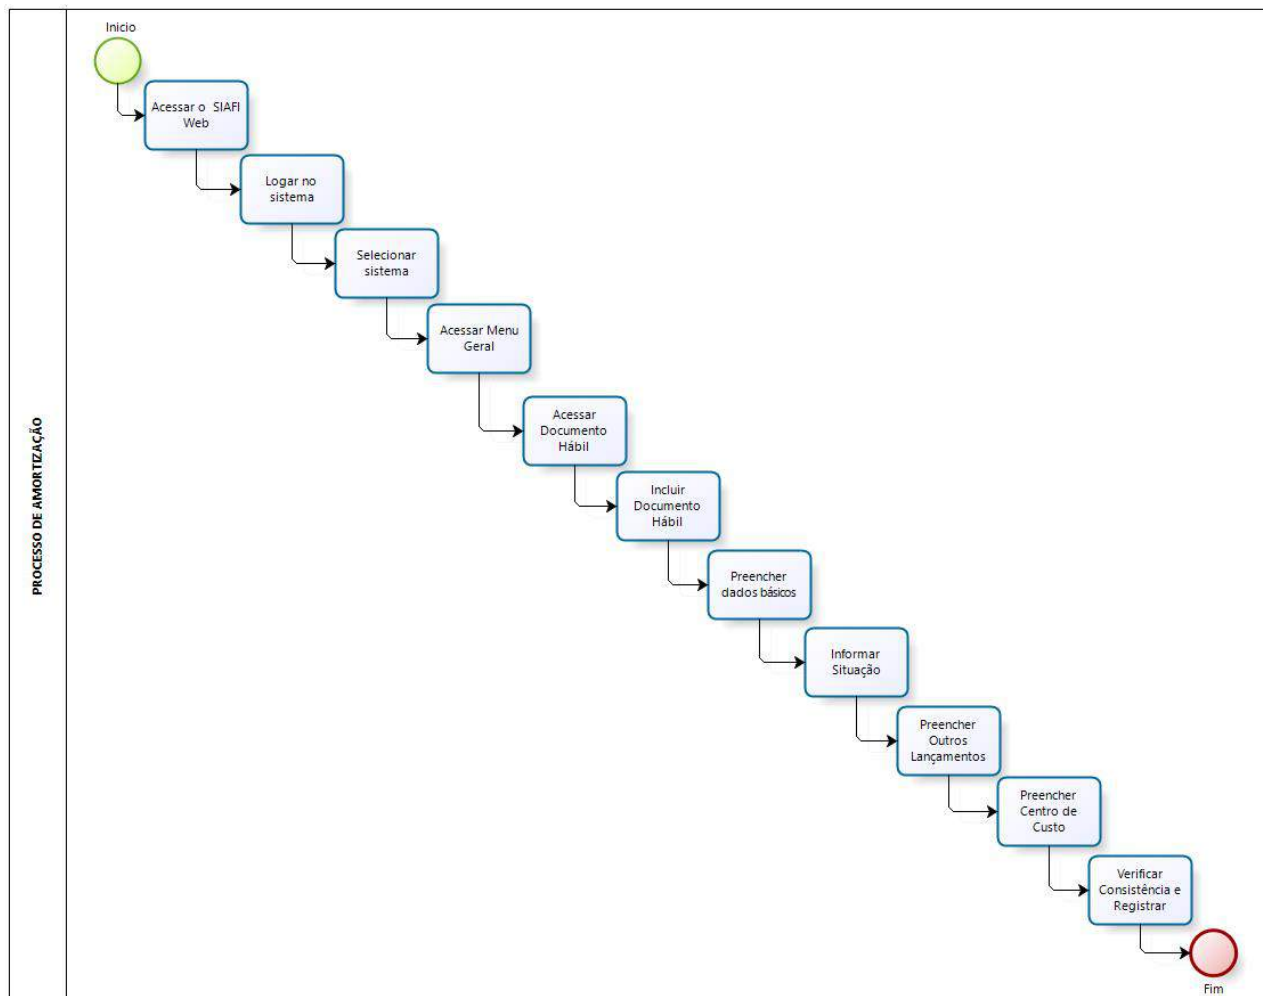 Inicio
Acessar o SIAFI
Web
Logar no
sistema
Selecionar
sistema
Acessar Menu
Geral
PROCESSO DE AMORTIZAÇÃO
Acessar
Documento
Hábil
Incluir
Documento
Hábil
Preencher
dados básicos
Informar
Situação
Preencher
Outros
Lançamentos
Preencher
Centro de
Custo
Verificar
Consistência e
Registrar
Fim